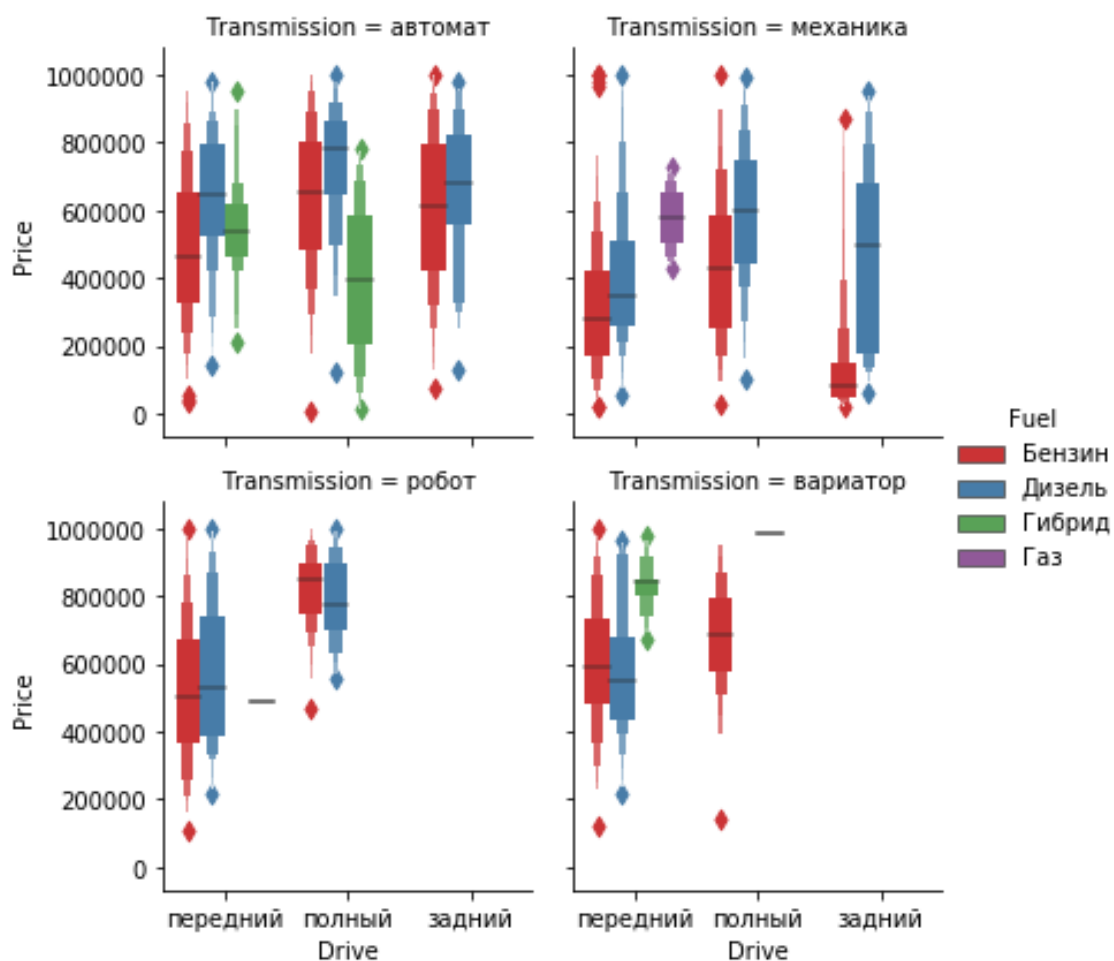 Transmission = автомат
Transmission = механика
1000000
800000
600000
400000
200000
0
Price
Transmission = робот
Transmission = вариатор
1000000
800000
600000
400000
200000
0
Price
передний полный задний
Drive
передний полный задний
Drive
Fuel
Бензин
Дизель
Гибрид
Газ